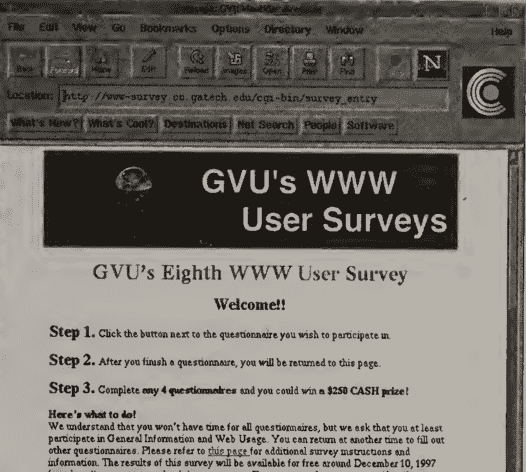 File Edit View Go Bookmarks Options Directory Window Help
Back Forward Home Edit Reload Images Open Print Find N
Location: http://www-survey.cc.gatech.edu/cgi-bin/survey_entry
What's New? What's Cool? Destinations Net Search People Software
GVU's WWW
User Surveys
GVU's Eighth WWW User Survey
Welcome!!
Step 1. Click the button next to the questionnaire you wish to participate in.
Step 2. After you finish a questionnaire, you will be returned to this page.
Step 3. Complete any 4 questionnaires and you could win a $250 CASH prize!
Here's what to do!
We understand that you won't have time for all questionnaires, but we ask that you at least
participate in General Information and Web Usage. You can return at another time to fill out
other questionnaires. Please refer to this page for additional survey instructions and
information. The results of this survey will be available for free around December 10, 1997